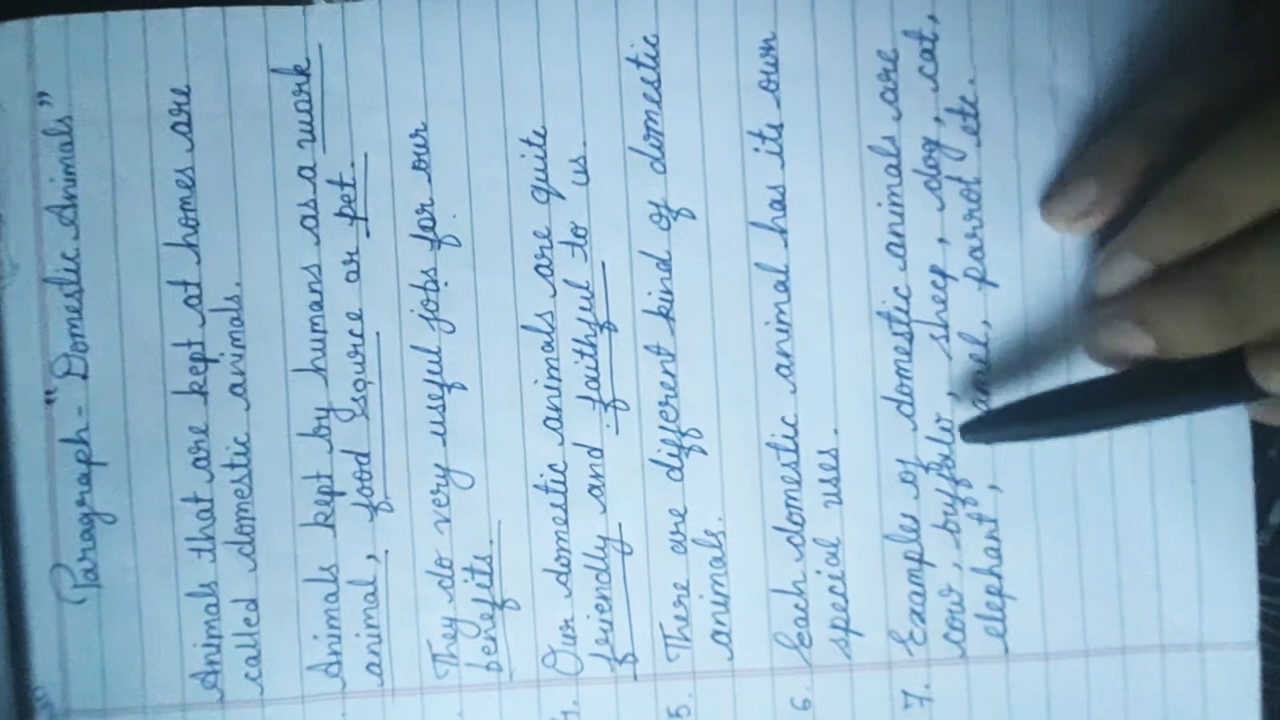 Paragraph - "Domestic Animals"
Animals that are kept at homes are
called domestic animals.
Animals kept by humans as a work
animal, food squrce or pet.
They do very useful jobs for our
benefits.
4. Our domestic animals are quite
friendly and faithful to us.
5. There are different kind of domestic
animals.
6. Each domestic animal has its own
special uses.
7. Examples of domestic animals are
cow, buffalo, sheep, dog, cat,
elephant, parrot etc.